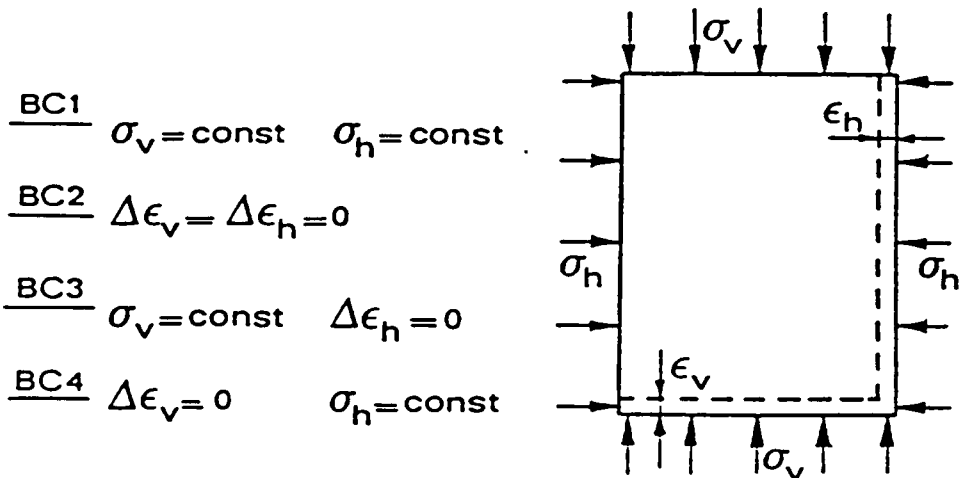 BC1
σv=const σh=const
BC2 Δϵv= Δϵh=0
BC3
σv=const Δϵh=0
BC4 Δϵv=0 σh=const
σv
ϵh
σh
σh
ϵv
σv